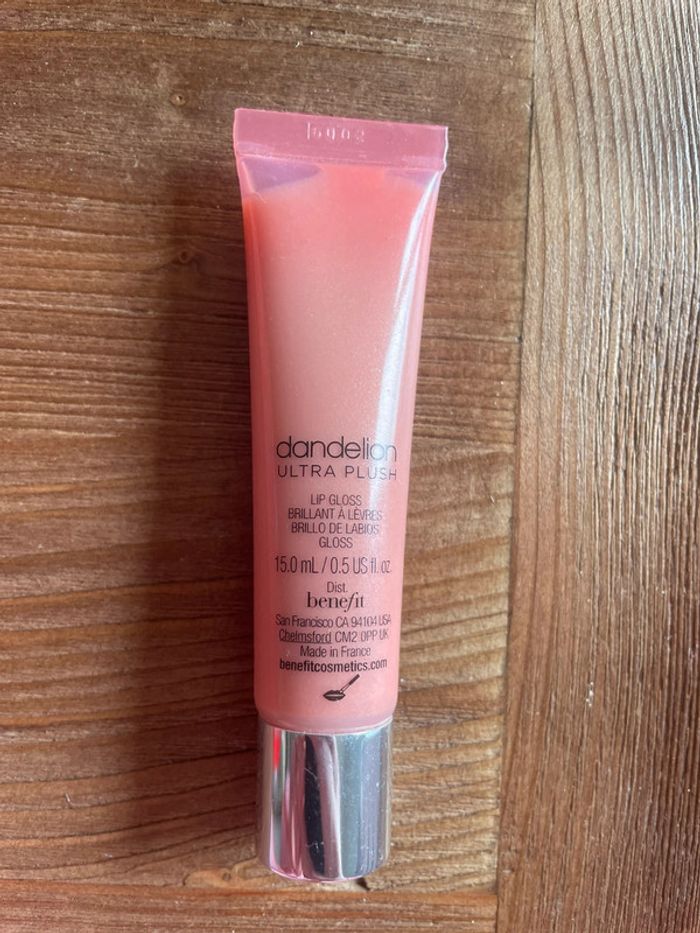 dandelion
ULTRA PLUSH
LIP GLOSS
BRILLANT À LÈVRES
BRILLO DE LABIOS
GLOSS
15.0 mL / 0.5 US fl. oz.
Dist.
benefit
San Francisco CA 94104 USA
Chelmsford CM2 0PP UK
Made in France
benefitcosmetics.com